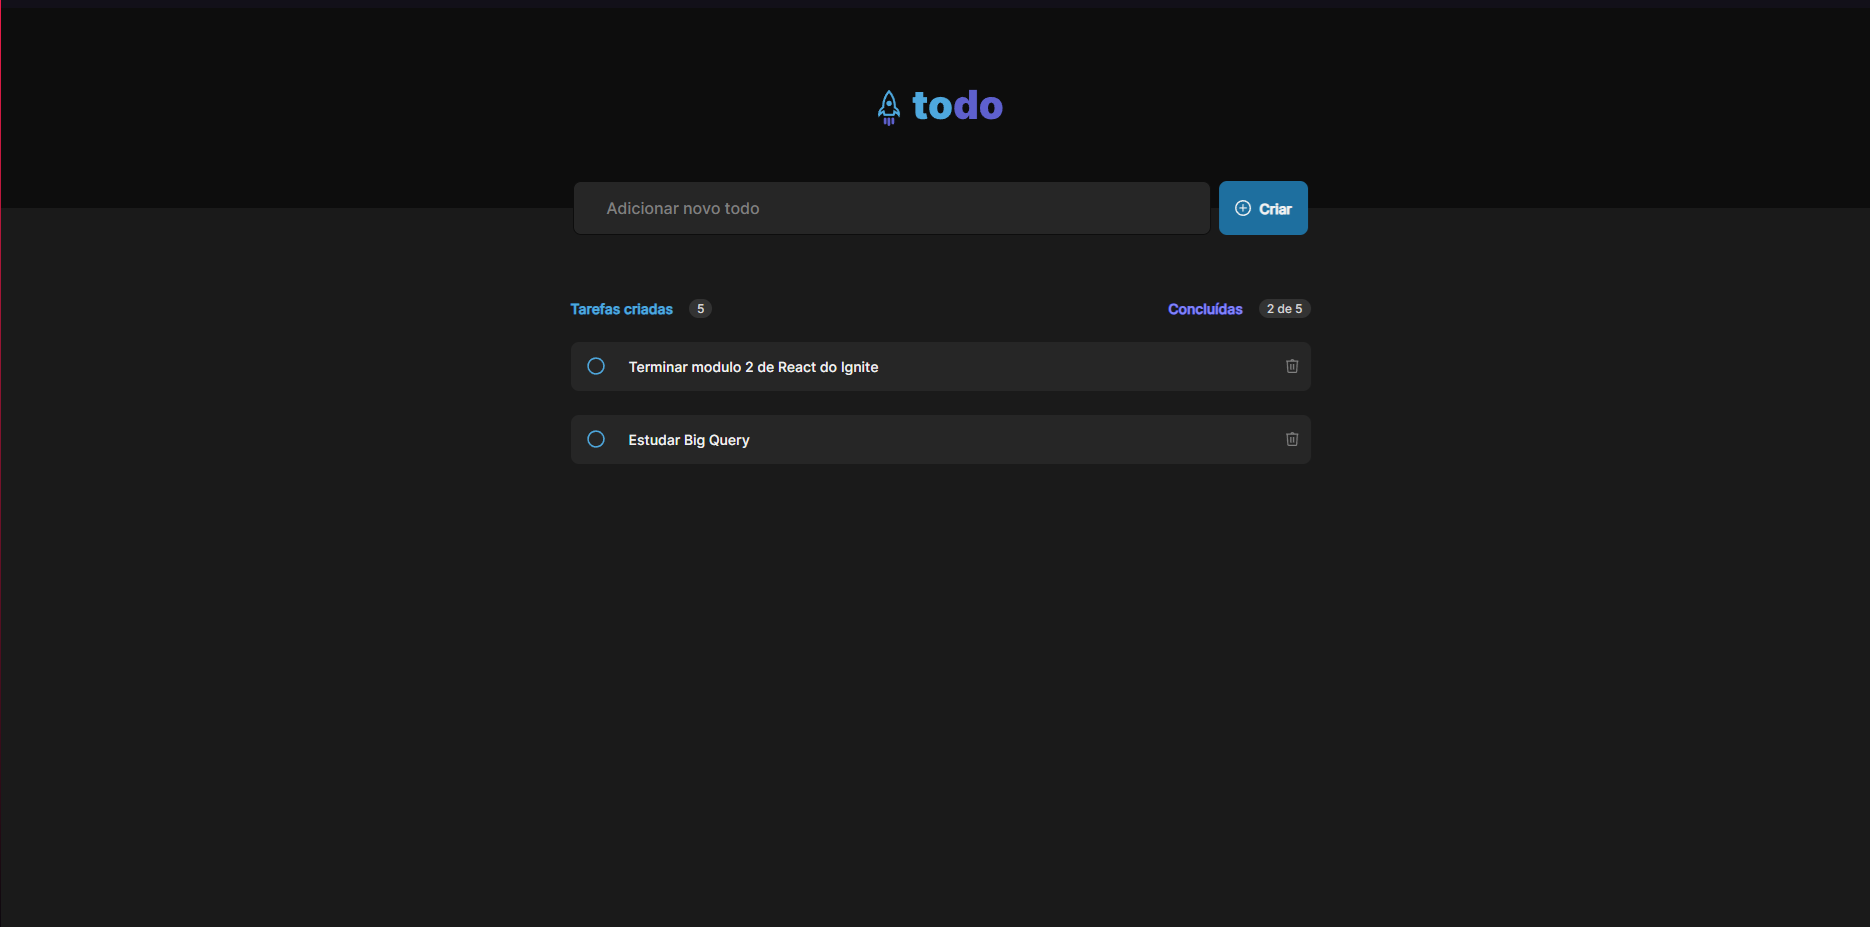 todo
Adicionar novo todo
Criar
Tarefas criadas 5
Concluídas 2 de 5
Terminar modulo 2 de React do Ignite
Estudar Big Query